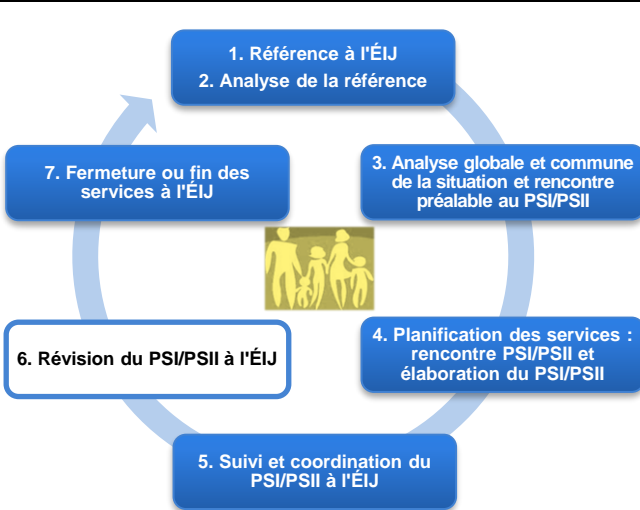 1. Référence à l'ÉIJ
2. Analyse de la référence
3. Analyse globale et commune
de la situation et rencontre
préalable au PSI/PSII
4. Planification des services :
rencontre PSI/PSII et
élaboration du PSI/PSII
5. Suivi et coordination du
PSI/PSII à l'ÉIJ
6. Révision du PSI/PSII à l'ÉIJ
7. Fermeture ou fin des
services à l'ÉIJ